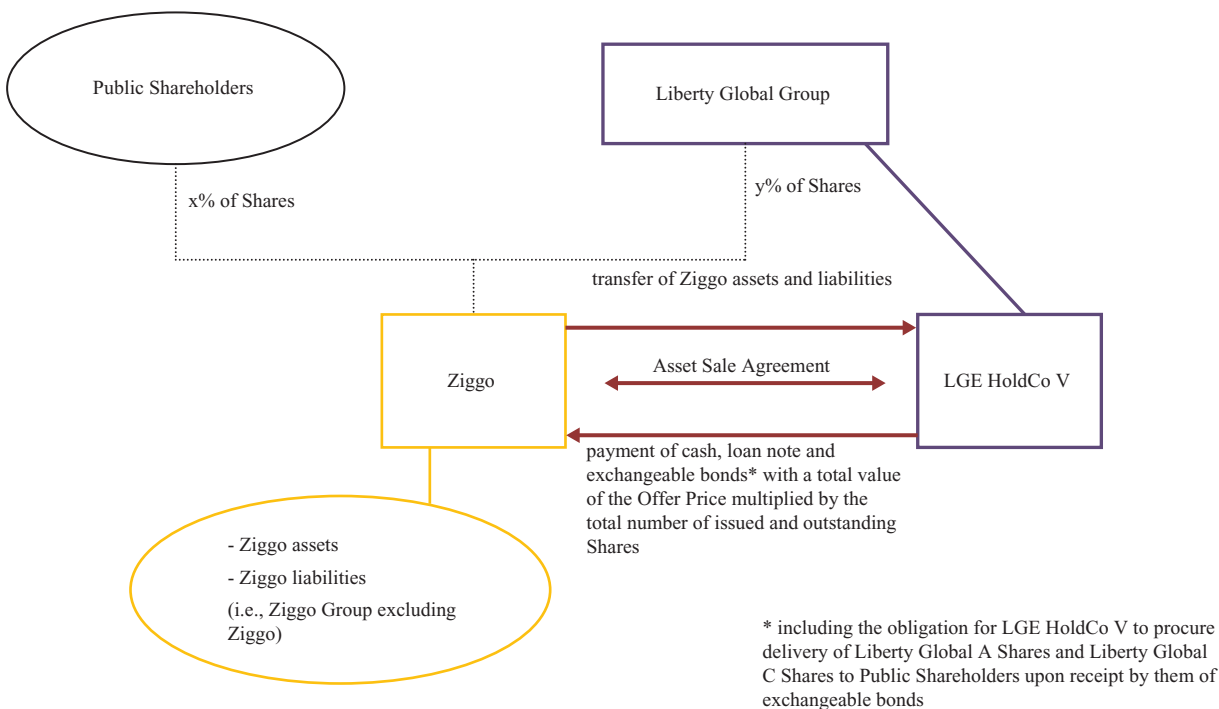 Public Shareholders
Liberty Global Group
x% of Shares
y% of Shares
transfer of Ziggo assets and liabilities
Ziggo
Asset Sale Agreement
LGE HoldCo V
payment of cash, loan note and
exchangeable bonds* with a total value
of the Offer Price multiplied by the
total number of issued and outstanding
Shares
- Ziggo assets
- Ziggo liabilities
(i.e., Ziggo Group excluding
Ziggo)
* including the obligation for LGE HoldCo V to procure
delivery of Liberty Global A Shares and Liberty Global
C Shares to Public Shareholders upon receipt by them of
exchangeable bonds